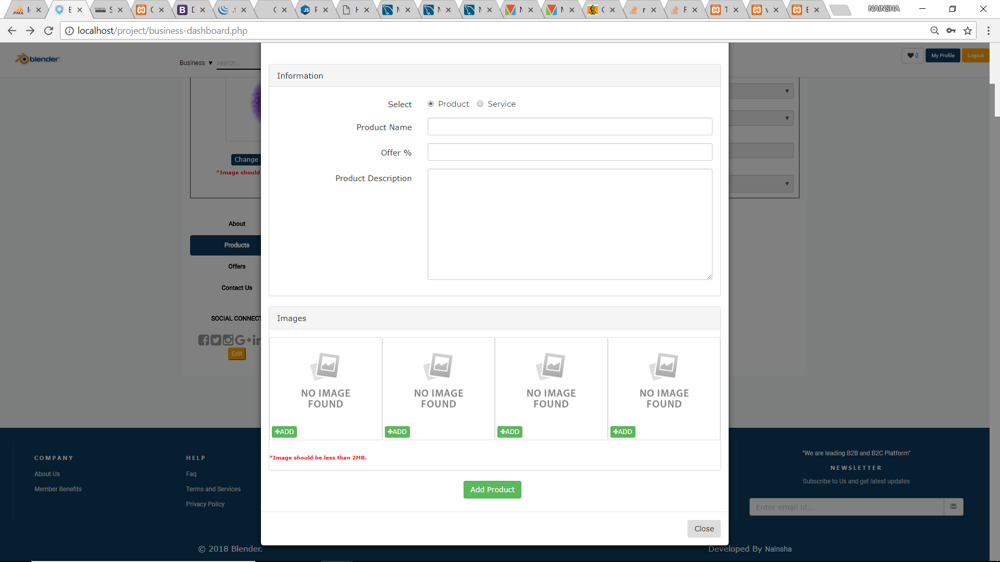 NAINSHA
localhost/project/business-dashboard.php
blender
Business ▼ search...
0
My Profile
Logout
Information
Select
Product
Service
Product Name
Offer %
Product Description
Change
*Image should
About
Products
Offers
Contact Us
SOCIAL CONNECT
Edit
Images
NO IMAGE FOUND
NO IMAGE FOUND
NO IMAGE FOUND
NO IMAGE FOUND
ADD
ADD
ADD
ADD
*Image should be less than 2MB.
Add Product
Close
COMPANY
About Us
Member Benefits
HELP
Faq
Terms and Services
Privacy Policy
"We are leading B2B and B2C Platform"
NEWSLETTER
Subscribe to Us and get latest updates
Enter email id...
© 2018 Blender.
Developed By Nainsha